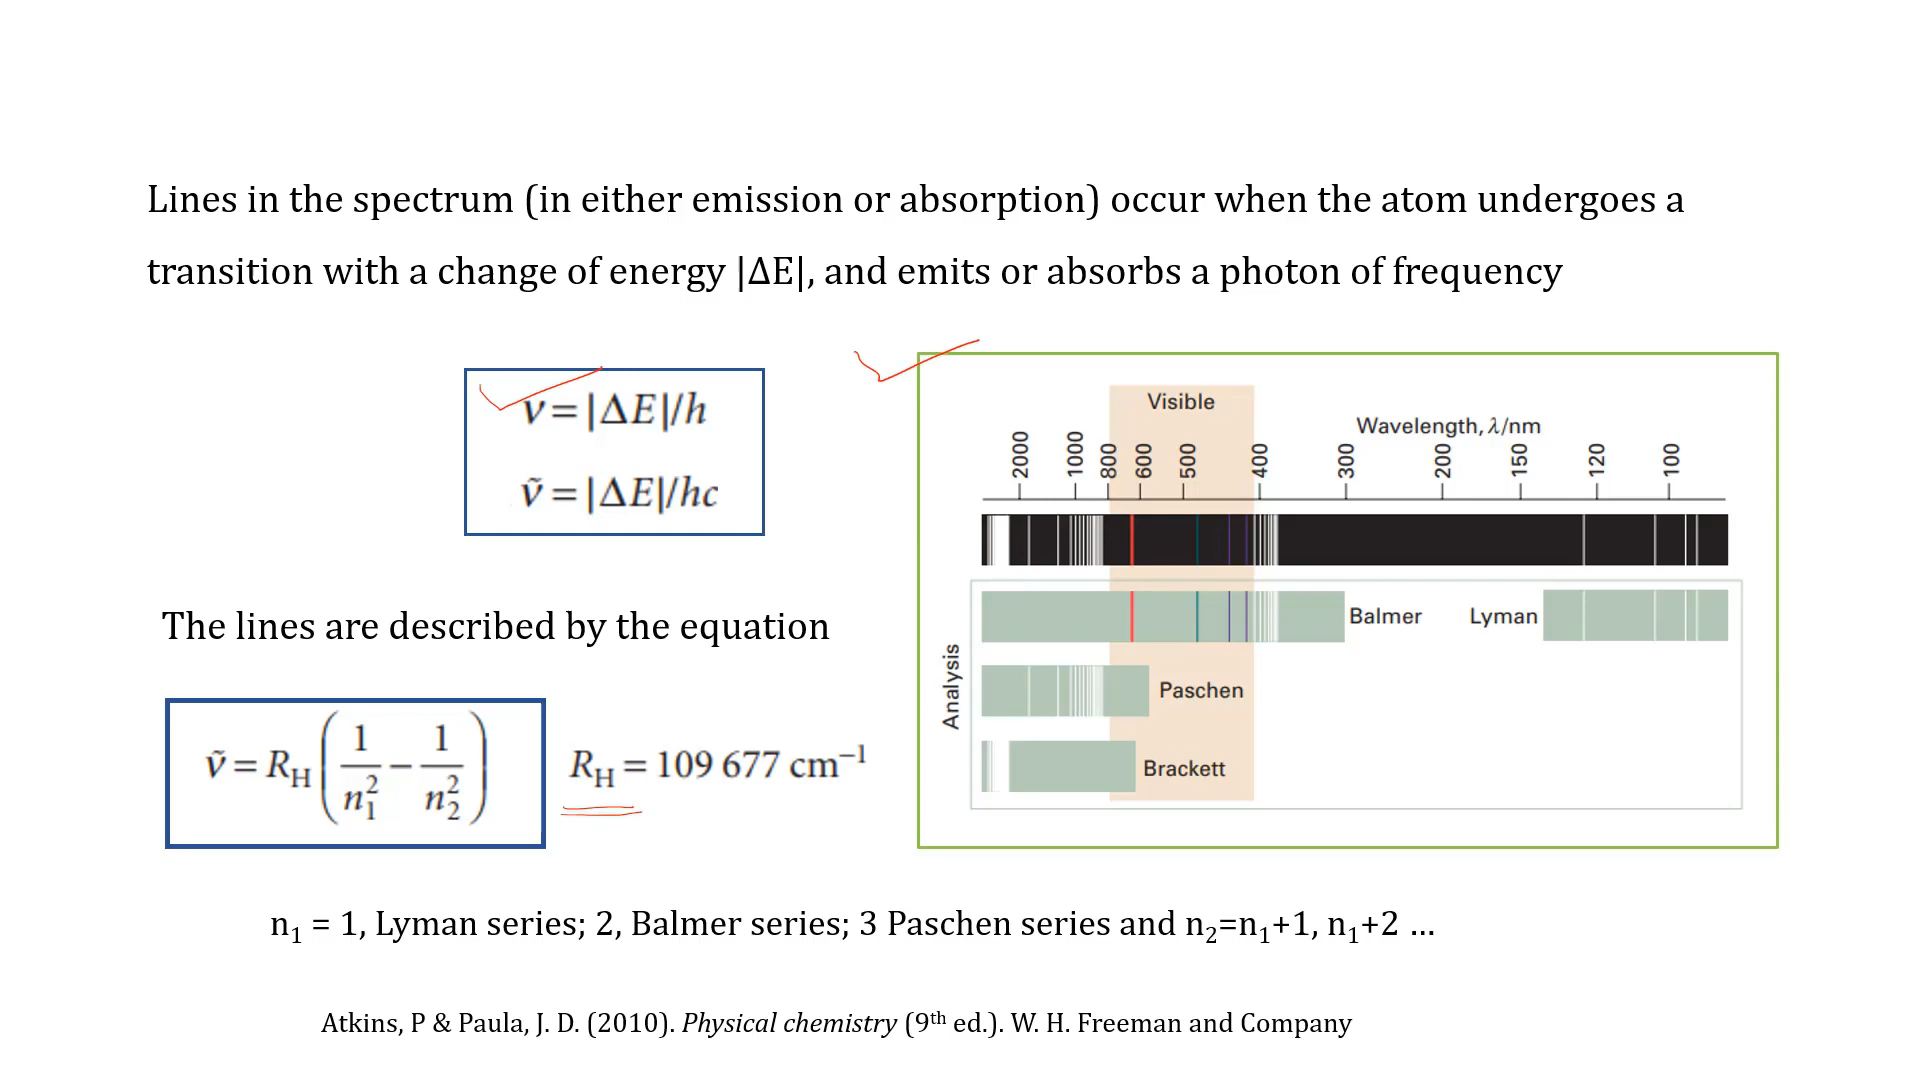 Lines in the spectrum (in either emission or absorption) occur when the atom undergoes a
transition with a change of energy |ΔE|, and emits or absorbs a photon of frequency
ν = |ΔE|/h
ν̃ = |ΔE|/hc
Visible
Wavelength, λ/nm
2000 1000 800 600 500 400 300 200 150 120 100
Analysis
Balmer Lyman
Paschen
Brackett
The lines are described by the equation
ν̃ = R_H (1/n₁² − 1/n₂²) R_H = 109 677 cm⁻¹
n₁ = 1, Lyman series; 2, Balmer series; 3 Paschen series and n₂=n₁+1, n₁+2 ...
Atkins, P & Paula, J. D. (2010). Physical chemistry (9th ed.). W. H. Freeman and Company